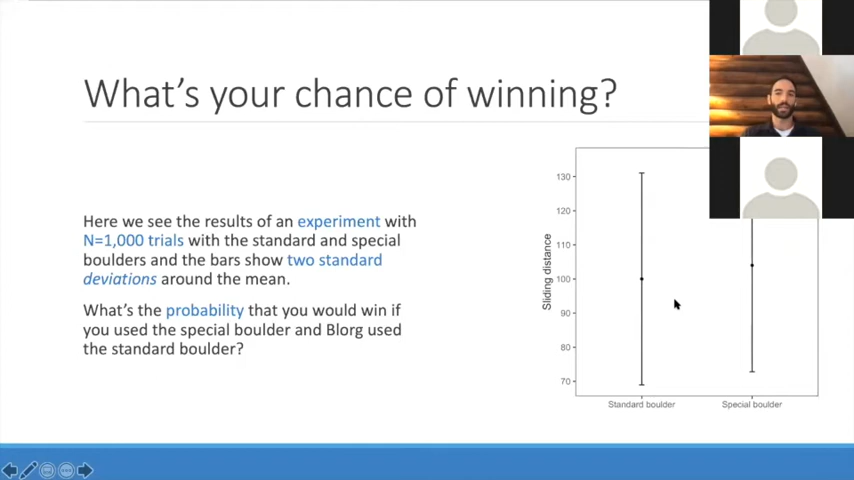 What's your chance of winning?
Here we see the results of an experiment with
N=1,000 trials with the standard and special
boulders and the bars show two standard
deviations around the mean.
What's the probability that you would win if
you used the special boulder and Blorg used
the standard boulder?
Sliding distance
130
120
110
100
90
80
70
Standard boulder
Special boulder